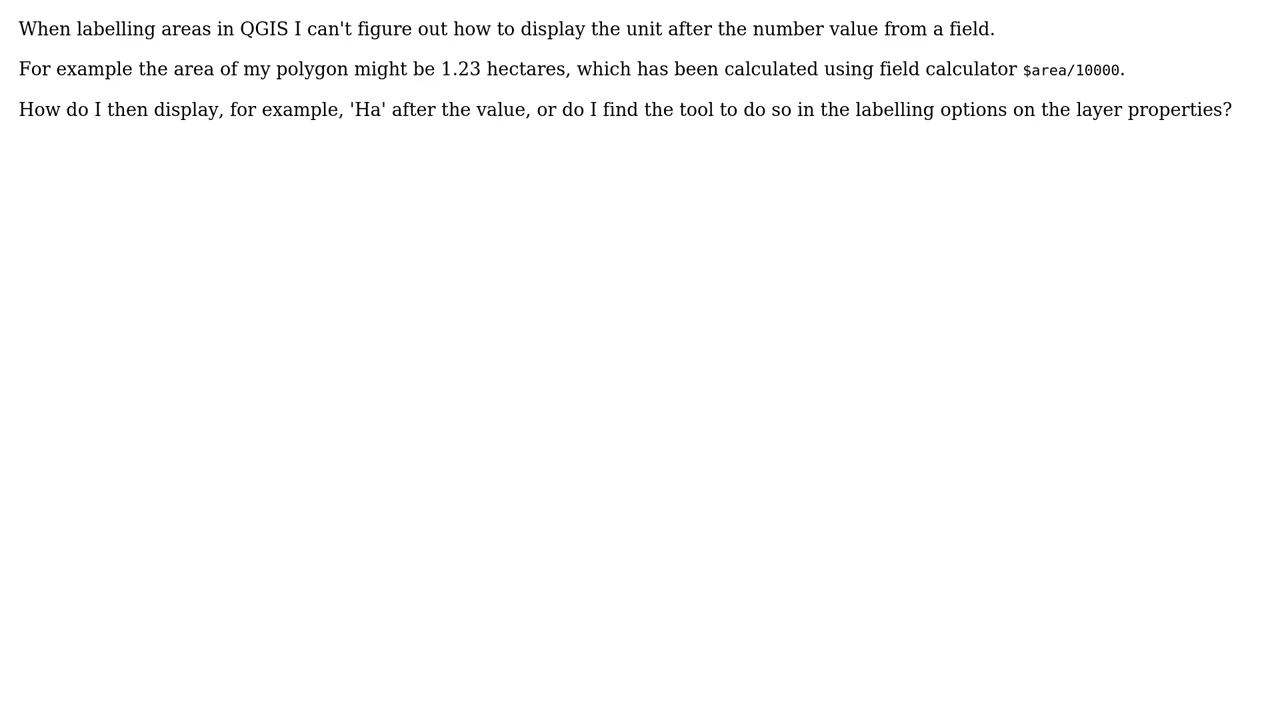 When labelling areas in QGIS I can't figure out how to display the unit after the number value from a field.
For example the area of my polygon might be 1.23 hectares, which has been calculated using field calculator $area/10000.
How do I then display, for example, 'Ha' after the value, or do I find the tool to do so in the labelling options on the layer properties?